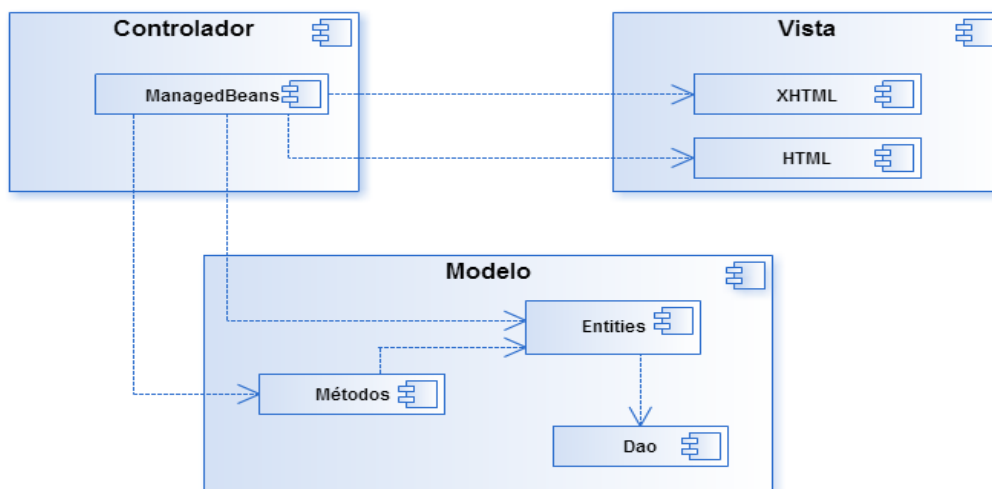 Controlador
ManagedBeans
Vista
XHTML
HTML
Modelo
Entities
Métodos
Dao